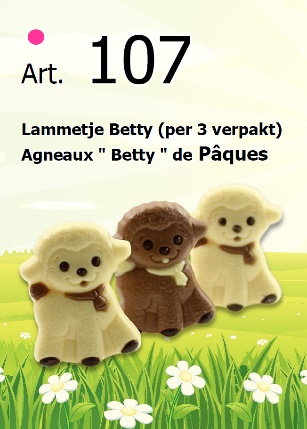 Art. 107
Lammetje Betty (per 3 verpakt)
Agneaux " Betty " de Pâques